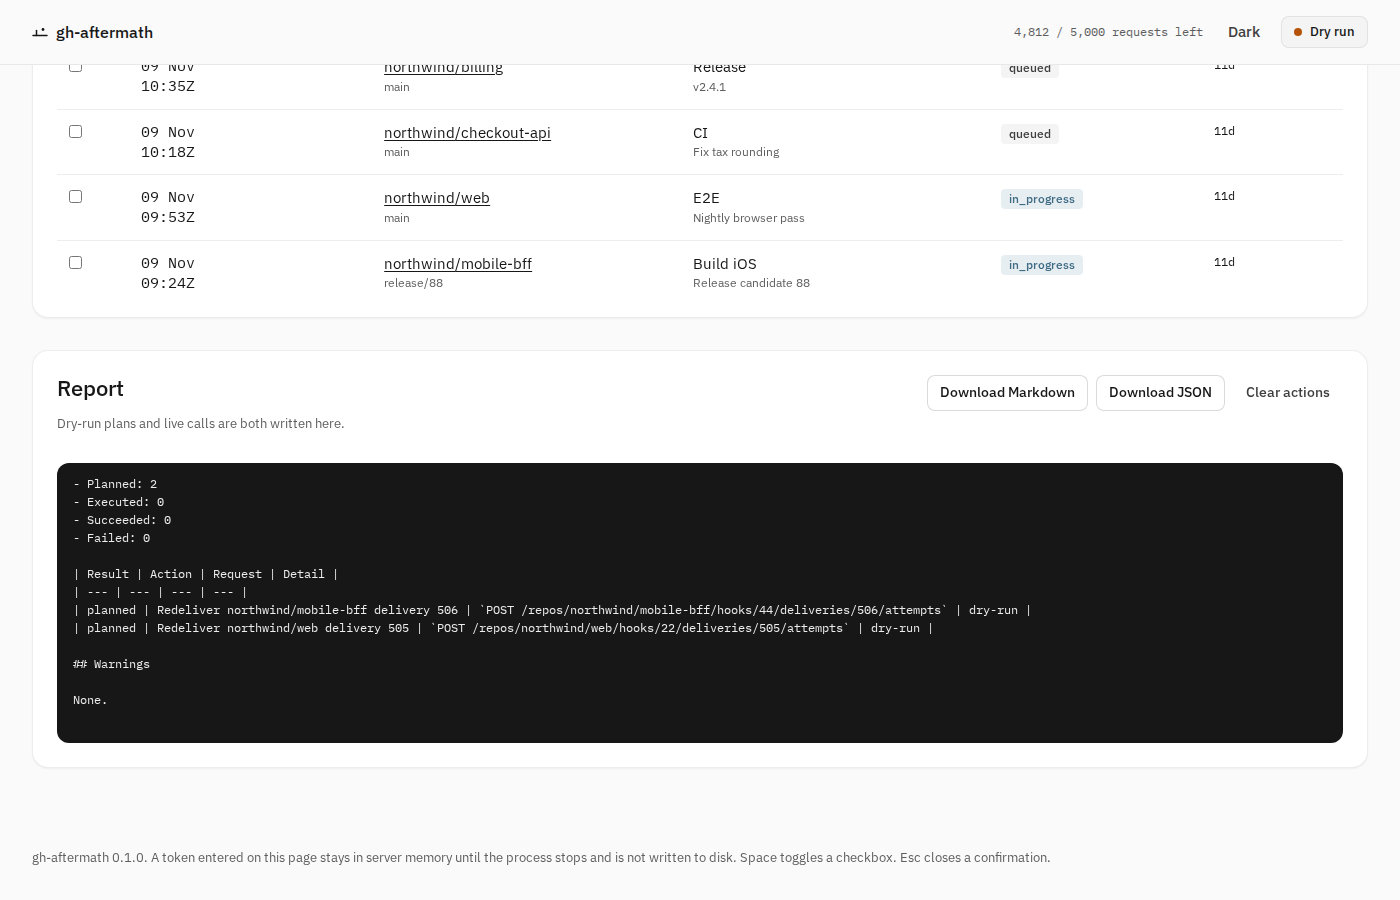 gh-aftermath
4,812 / 5,000 requests left
Dark
Dry run
09 Nov
10:35Z
northwind/billing
main
Release
v2.4.1
queued
11d
09 Nov
10:18Z
northwind/checkout-api
main
CI
Fix tax rounding
queued
11d
09 Nov
09:53Z
northwind/web
main
E2E
Nightly browser pass
in_progress
11d
09 Nov
09:24Z
northwind/mobile-bff
release/88
Build iOS
Release candidate 88
in_progress
11d
Report
Download Markdown
Download JSON
Clear actions
Dry-run plans and live calls are both written here.
- Planned: 2
- Executed: 0
- Succeeded: 0
- Failed: 0
| Result | Action | Request | Detail |
| --- | --- | --- | --- |
| planned | Redeliver northwind/mobile-bff delivery 506 | `POST /repos/northwind/mobile-bff/hooks/44/deliveries/506/attempts` | dry-run |
| planned | Redeliver northwind/web delivery 505 | `POST /repos/northwind/web/hooks/22/deliveries/505/attempts` | dry-run |
## Warnings
None.
gh-aftermath 0.1.0. A token entered on this page stays in server memory until the process stops and is not written to disk. Space toggles a checkbox. Esc closes a confirmation.